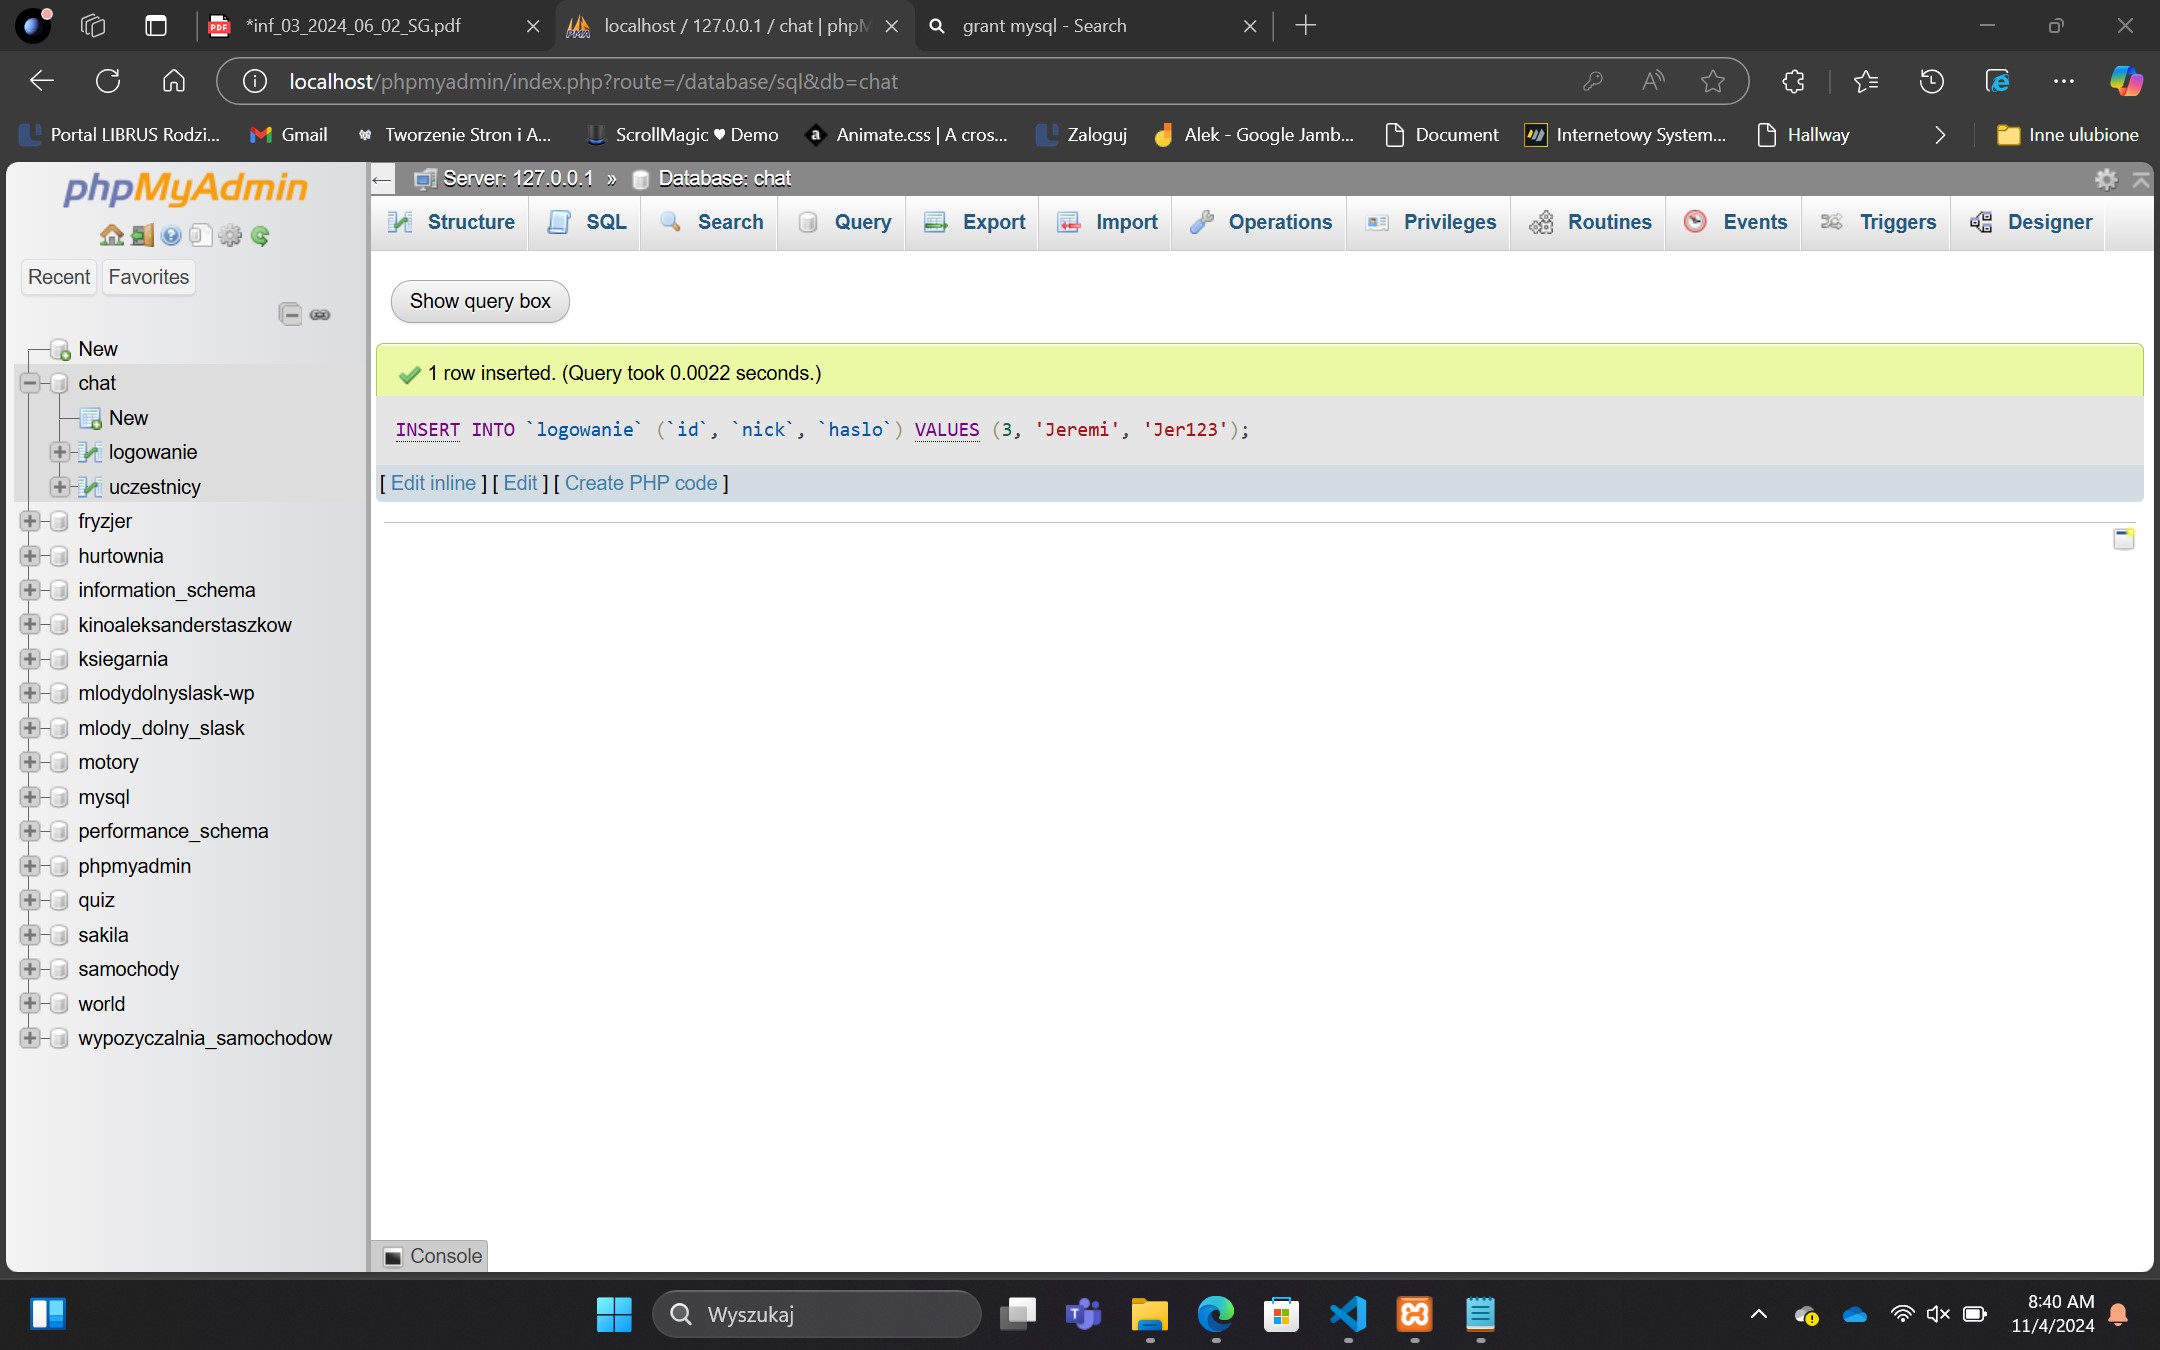 *inf_03_2024_06_02_SG.pdf
localhost / 127.0.0.1 / chat | phpM
grant mysql - Search
localhost/phpmyadmin/index.php?route=/database/sql&db=chat
Portal LIBRUS Rodzi...
Gmail
Tworzenie Stron i A...
ScrollMagic ♥ Demo
Animate.css | A cros...
Zaloguj
Alek - Google Jamb...
Document
Internetowy System...
Hallway
Inne ulubione
phpMyAdmin
Server: 127.0.0.1 » Database: chat
Structure
SQL
Search
Query
Export
Import
Operations
Privileges
Routines
Events
Triggers
Designer
Recent
Favorites
New
chat
New
logowanie
uczestnicy
fryzjer
hurtownia
information_schema
kinoaleksanderstaszkow
ksiegarnia
mlodydolnyslask-wp
mlody_dolny_slask
motory
mysql
performance_schema
phpmyadmin
quiz
sakila
samochody
world
wypozyczalnia_samochodow
Show query box
1 row inserted. (Query took 0.0022 seconds.)
INSERT INTO `logowanie` (`id`, `nick`, `haslo`) VALUES (3, 'Jeremi', 'Jer123');
[ Edit inline ] [ Edit ] [ Create PHP code ]
Console
Wyszukaj
8:40 AM
11/4/2024